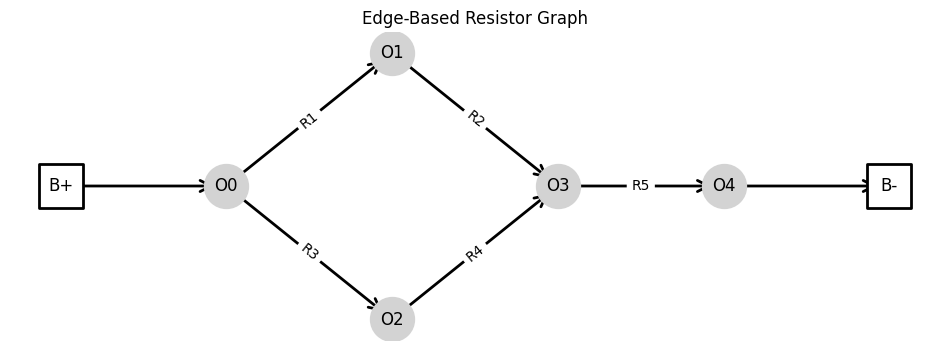 Edge-Based Resistor Graph
O1
R1
R2
B+
O0
O3
R5
O4
B-
R3
R4
O2